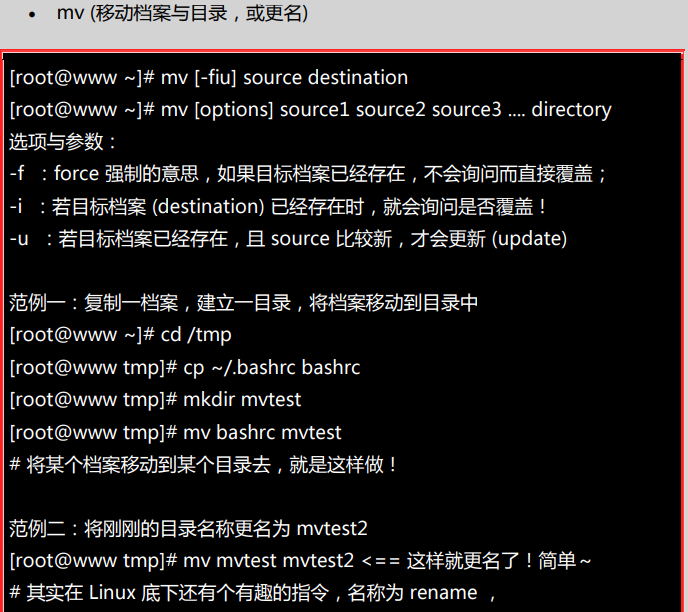 • mv (移动档案与目录，或更名)
[root@www ~]# mv [-fiu] source destination
[root@www ~]# mv [options] source1 source2 source3 .... directory
选项与参数：
-f ：force 强制的意思，如果目标档案已经存在，不会询问而直接覆盖；
-i ：若目标档案 (destination) 已经存在时，就会询问是否覆盖！
-u ：若目标档案已经存在，且 source 比较新，才会更新 (update)
范例一：复制一档案，建立一目录，将档案移动到目录中
[root@www ~]# cd /tmp
[root@www tmp]# cp ~/.bashrc bashrc
[root@www tmp]# mkdir mvtest
[root@www tmp]# mv bashrc mvtest
# 将某个档案移动到某个目录去，就是这样做！
范例二：将刚刚的目录名称更名为 mvtest2
[root@www tmp]# mv mvtest mvtest2 <== 这样就更名了！简单～
# 其实在 Linux 底下还有个有趣的指令，名称为 rename ，